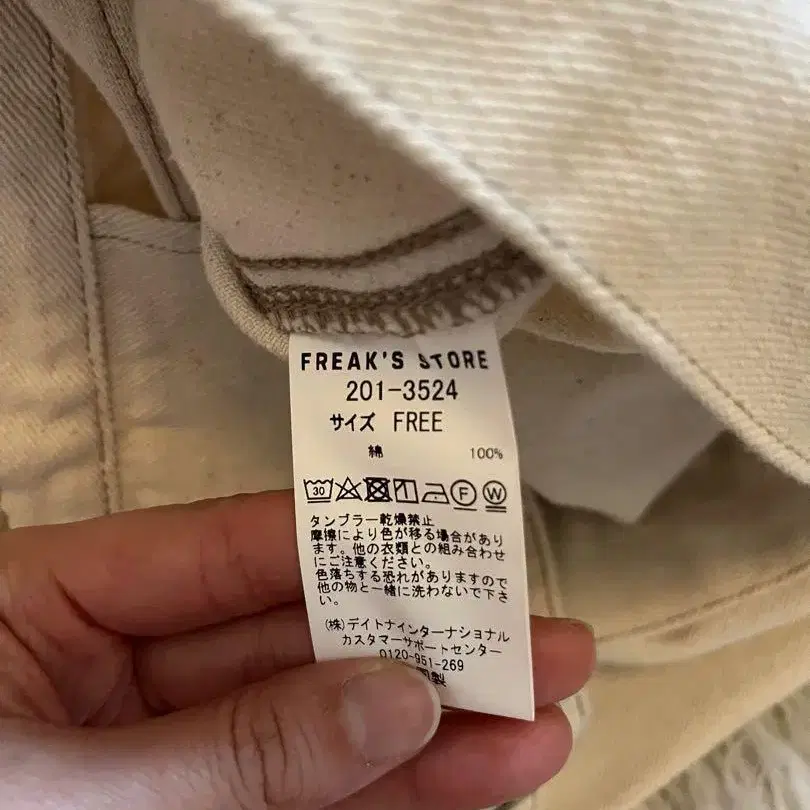 FREAK'S STORE
201-3524
サイズ FREE
綿 100%
30 F W
タンブラー乾燥禁止
摩擦により色が移る場合があり
ます。他の衣類との組み合わせ
にご注意ください。
色落ちする恐れがありますので
他の物と一緒に洗わないで下さ
い。
(株)デイトナインターナショナル
カスタマーサポートセンター
0120-951-269
製